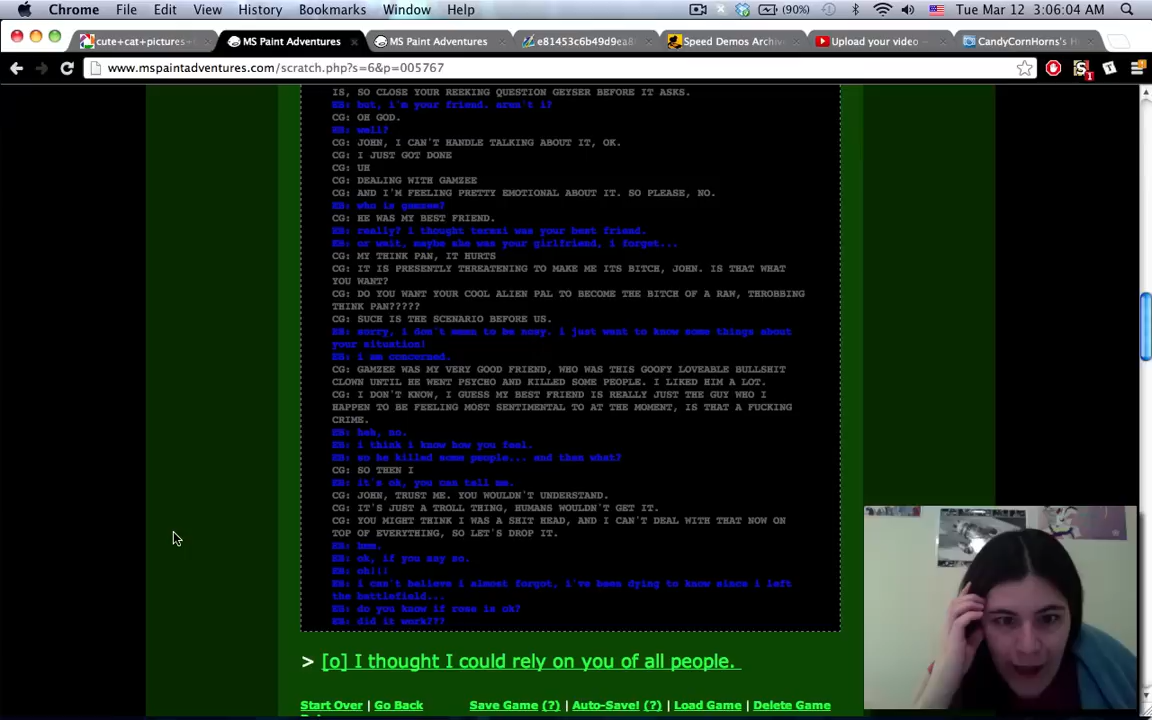 Chrome File Edit View History Bookmarks Window Help (90%) Tue Mar 12 3:06:04 AM
cute+cat+pictures+ MS Paint Adventures MS Paint Adventures e81453c6b49d9ea8 Speed Demos Archiv Upload your video – CandyCornHorns's H
www.mspaintadventures.com/scratch.php?s=6&p=005767
IS, SO CLOSE YOUR REEKING QUESTION GEYSER BEFORE IT ASKS.
EB: but, i'm your friend. aren't i?
CG: OH GOD.
EB: well?
CG: JOHN, I CAN'T HANDLE TALKING ABOUT IT, OK.
CG: I JUST GOT DONE
CG: UH
CG: DEALING WITH GAMZEE
CG: AND I'M FEELING PRETTY EMOTIONAL ABOUT IT. SO PLEASE, NO.
EB: who is gamzee?
CG: HE WAS MY BEST FRIEND.
EB: really? i thought terezi was your best friend.
EB: or wait, maybe she was your girlfriend, i forget...
CG: MY THINK PAN, IT HURTS
CG: IT IS PRESENTLY THREATENING TO MAKE ME ITS BITCH, JOHN. IS THAT WHAT
YOU WANT?
CG: DO YOU WANT YOUR COOL ALIEN PAL TO BECOME THE BITCH OF A RAW, THROBBING
THINK PAN?????
CG: SUCH IS THE SCENARIO BEFORE US.
EB: sorry, i don't mean to be nosy. i just want to know some things about
your situation!
EB: i am concerned.
CG: GAMZEE WAS MY VERY GOOD FRIEND, WHO WAS THIS GOOFY LOVEABLE BULLSHIT
CLOWN UNTIL HE WENT PSYCHO AND KILLED SOME PEOPLE. I LIKED HIM A LOT.
CG: I DON'T KNOW, I GUESS MY BEST FRIEND IS REALLY JUST THE GUY WHO I
HAPPEN TO BE FEELING MOST SENTIMENTAL TO AT THE MOMENT, IS THAT A FUCKING
CRIME.
EB: heh, no.
EB: i think i know how you feel.
EB: so he killed some people... and then what?
CG: SO THEN I
EB: it's ok, you can tell me.
CG: JOHN, TRUST ME. YOU WOULDN'T UNDERSTAND.
CG: IT'S JUST A TROLL THING, HUMANS WOULDN'T GET IT.
CG: YOU MIGHT THINK I WAS A SHIT HEAD, AND I CAN'T DEAL WITH THAT NOW ON
TOP OF EVERYTHING, SO LET'S DROP IT.
EB: hmm.
EB: ok, if you say so.
EB: oh!!!
EB: i can't believe i almost forgot, i've been dying to know since i left
the battlefield...
EB: do you know if rose is ok?
EB: did it work???
> [o] I thought I could rely on you of all people.
Start Over | Go Back Save Game (?) | Auto-Save! (?) | Load Game | Delete Game